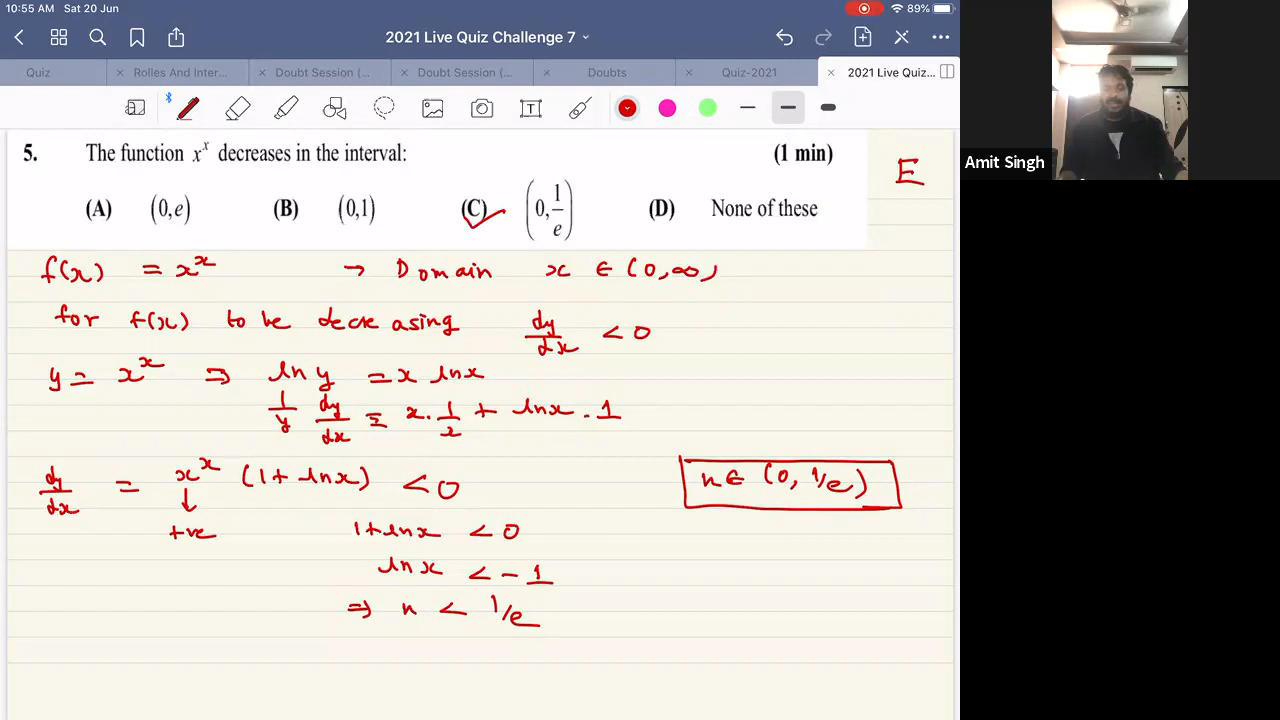 10:55 AM Sat 20 Jun
89%
2021 Live Quiz Challenge 7
Quiz
Rolles And Inter...
Doubt Session (...
Doubt Session (...
Doubts
Quiz-2021
2021 Live Quiz...
Amit Singh
5. The function x^x decreases in the interval: (1 min)
E
(A) (0,e) (B) (0,1) (C) (0, 1/e) (D) None of these
f(x) = x^x → Domain x ∈ (0,∞)
for f(x) to be decreasing dy/dx < 0
y = x^x ⇒ ln y = x ln x
1/y dy/dx = x. 1/x + ln x . 1
dy/dx = x^x (1 + ln x) < 0
x ∈ (0, 1/e)
↓
+ve
1 + ln x < 0
ln x < - 1
⇒ x < 1/e